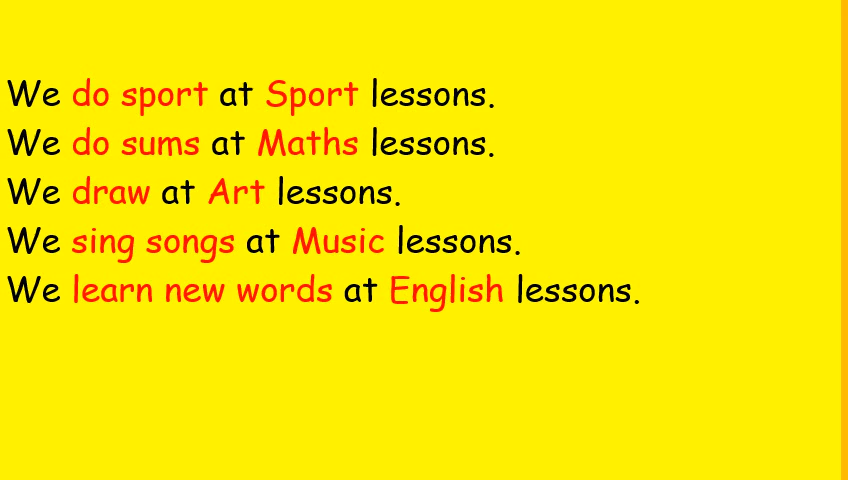 We do sport at Sport lessons.
We do sums at Maths lessons.
We draw at Art lessons.
We sing songs at Music lessons.
We learn new words at English lessons.